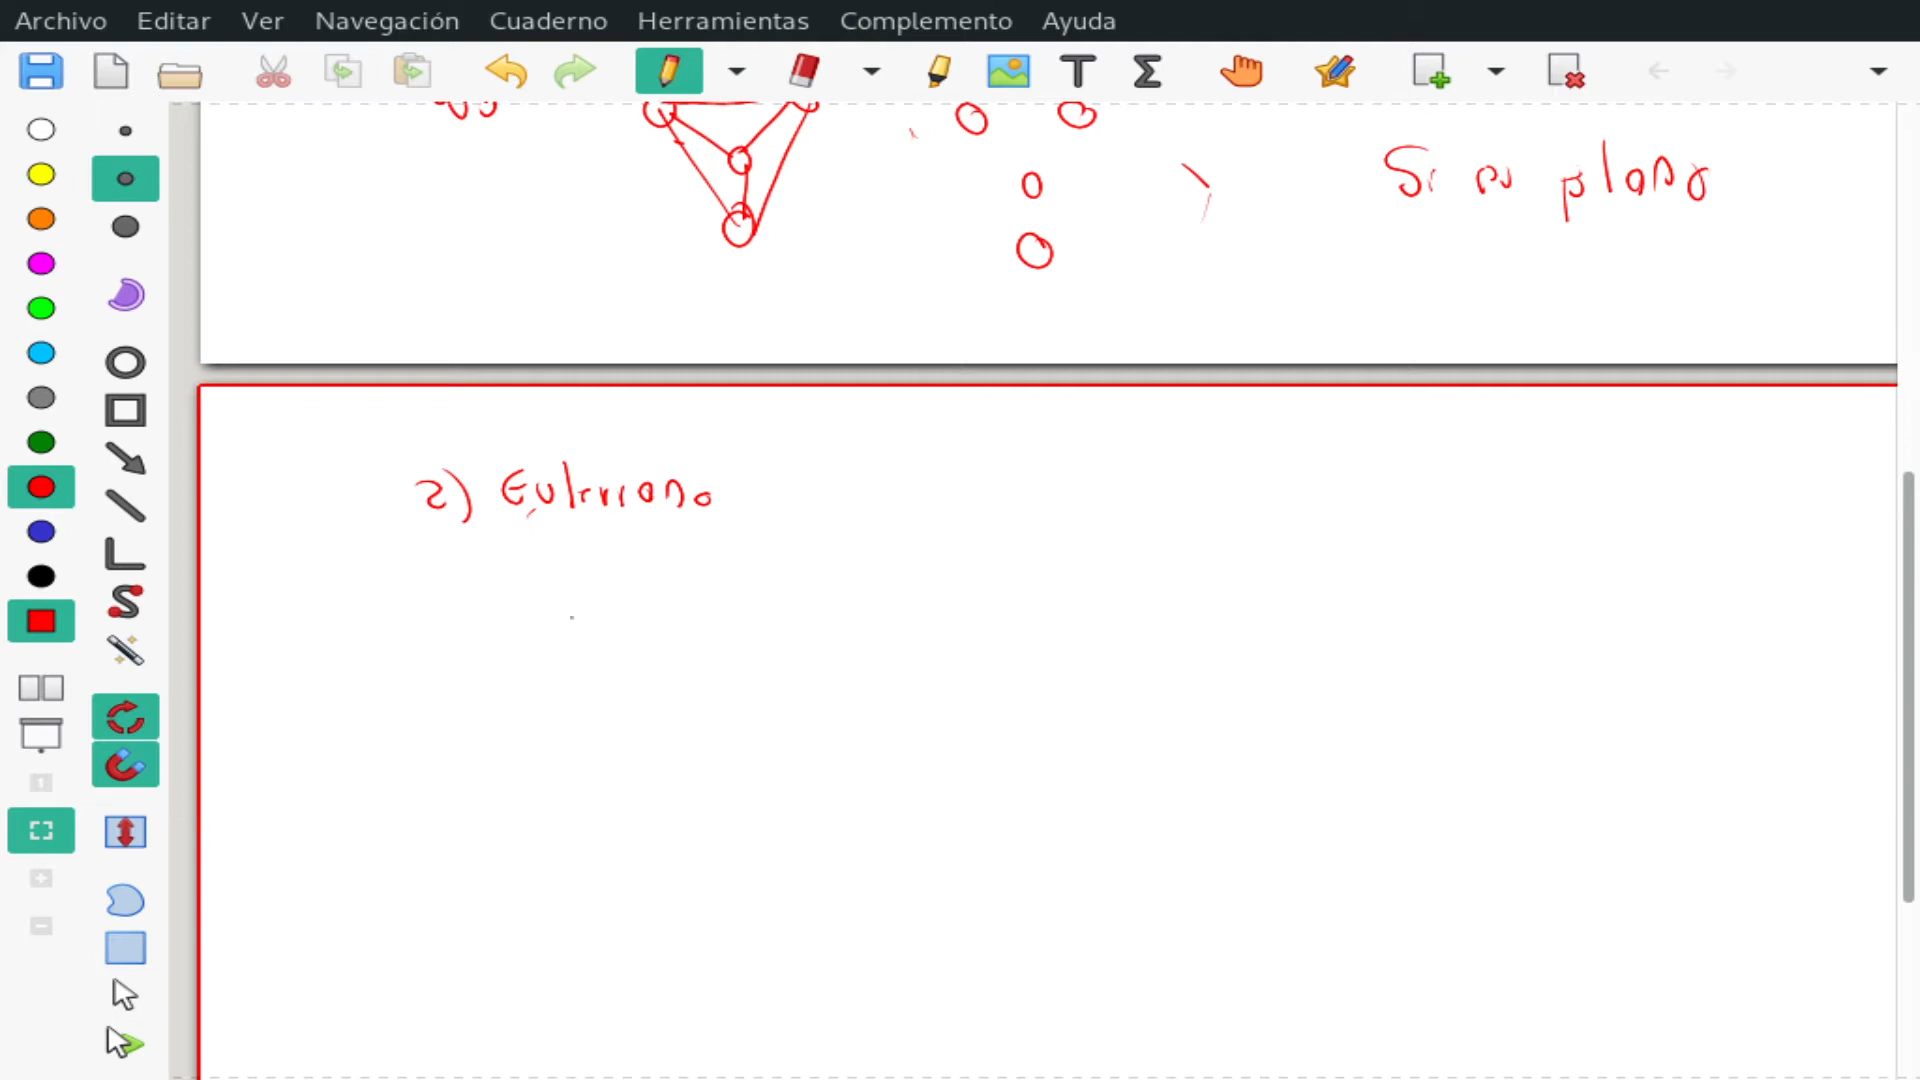 Archivo Editar Ver Navegación Cuaderno Herramientas Complemento Ayuda
Si es plano
2) Euleriano